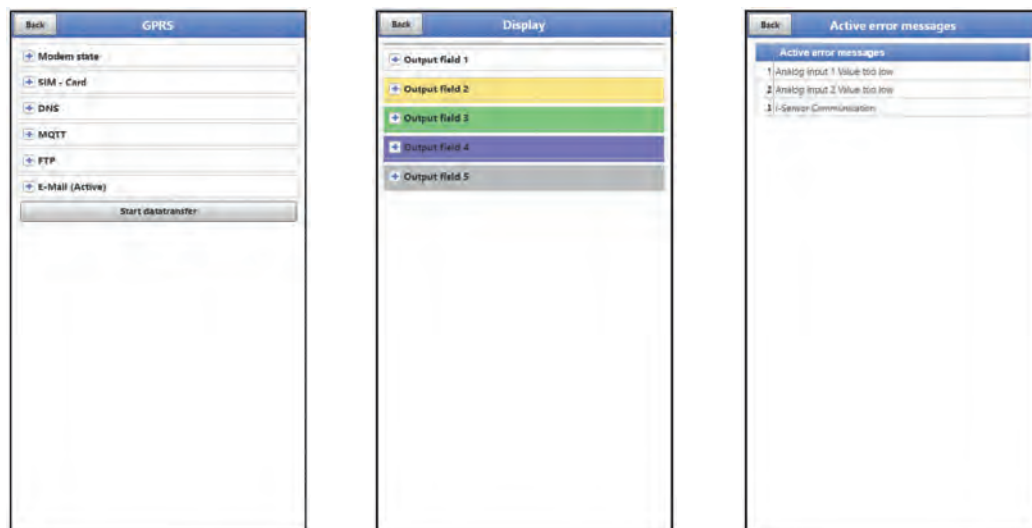 Back GPRS
Modem state
SIM - Card
DNS
MQTT
FTP
E-Mail (Active)
Start datatransfer
Back Display
Output field 1
Output field 2
Output field 3
Output field 4
Output field 5
Back Active error messages
Active error messages
1 Analog input 1 Value too low
2 Analog input 2 Value too low
3 i-Sensor Communication